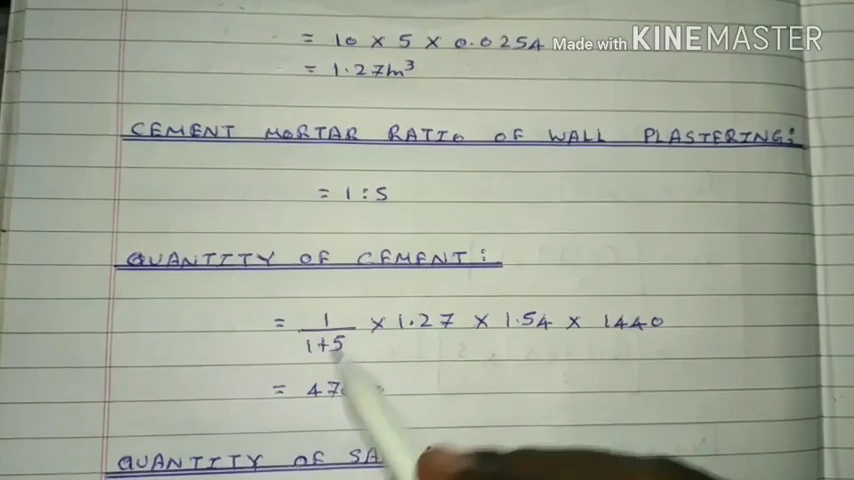 = 10 × 5 × 0.0254
Made with KINEMASTER
= 1.27m³
CEMENT MORTAR RATIO OF WALL PLASTERING:
= 1:5
QUANTITY OF CEMENT:
= 1/1+5 × 1.27 × 1.54 × 1440
= 47
QUANTITY OF